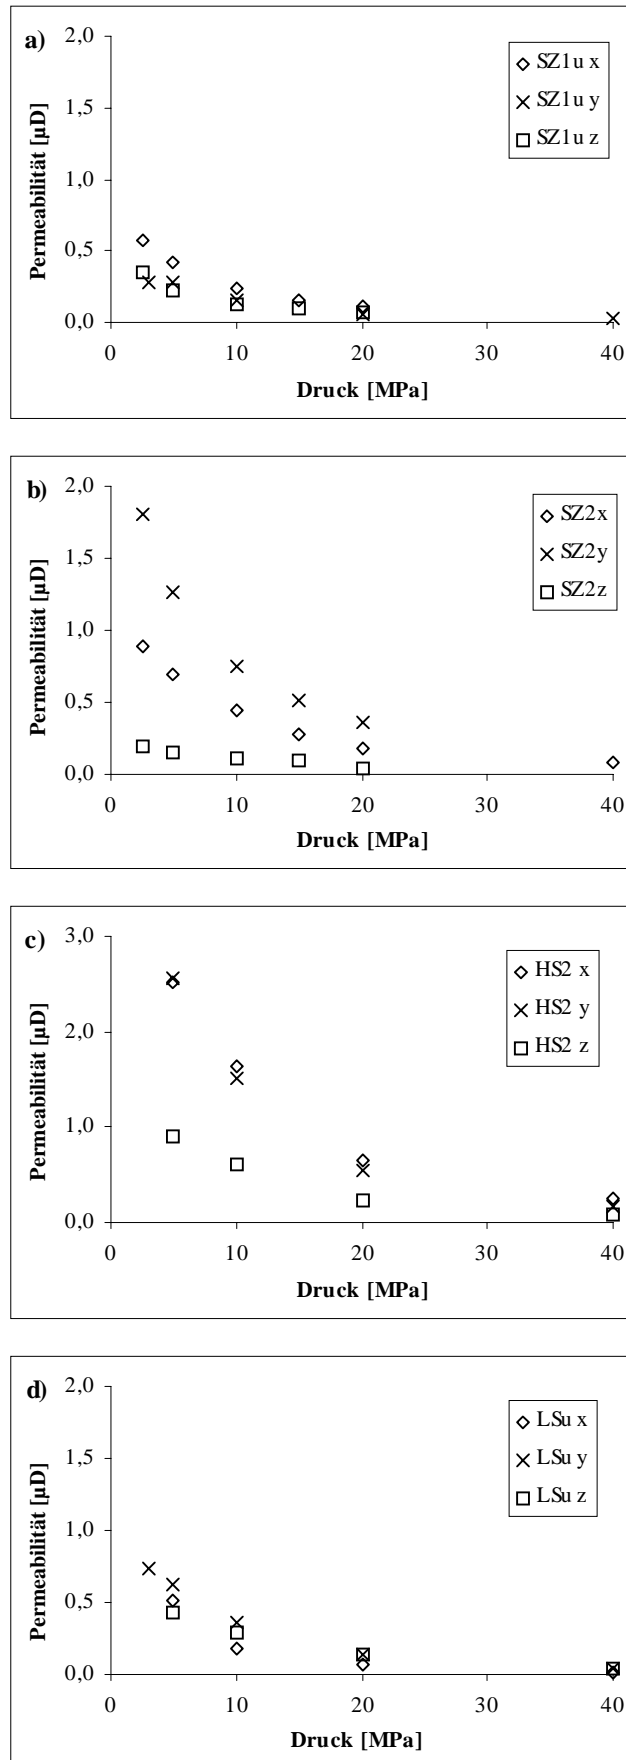 a)
2,0
1,5
1,0
0,5
0,0
Permeabilität [µD]
SZ1u x
SZ1u y
SZ1u z
0 10 20 30 40
Druck [MPa]
b)
2,0
1,5
1,0
0,5
0,0
Permeabilität [µD]
SZ2x
SZ2y
SZ2z
0 10 20 30 40
Druck [MPa]
c)
3,0
2,0
1,0
0,0
Permeabilität [µD]
HS2 x
HS2 y
HS2 z
0 10 20 30 40
Druck [MPa]
d)
2,0
1,5
1,0
0,5
0,0
Permeabilität [µD]
LSu x
LSu y
LSu z
0 10 20 30 40
Druck [MPa]